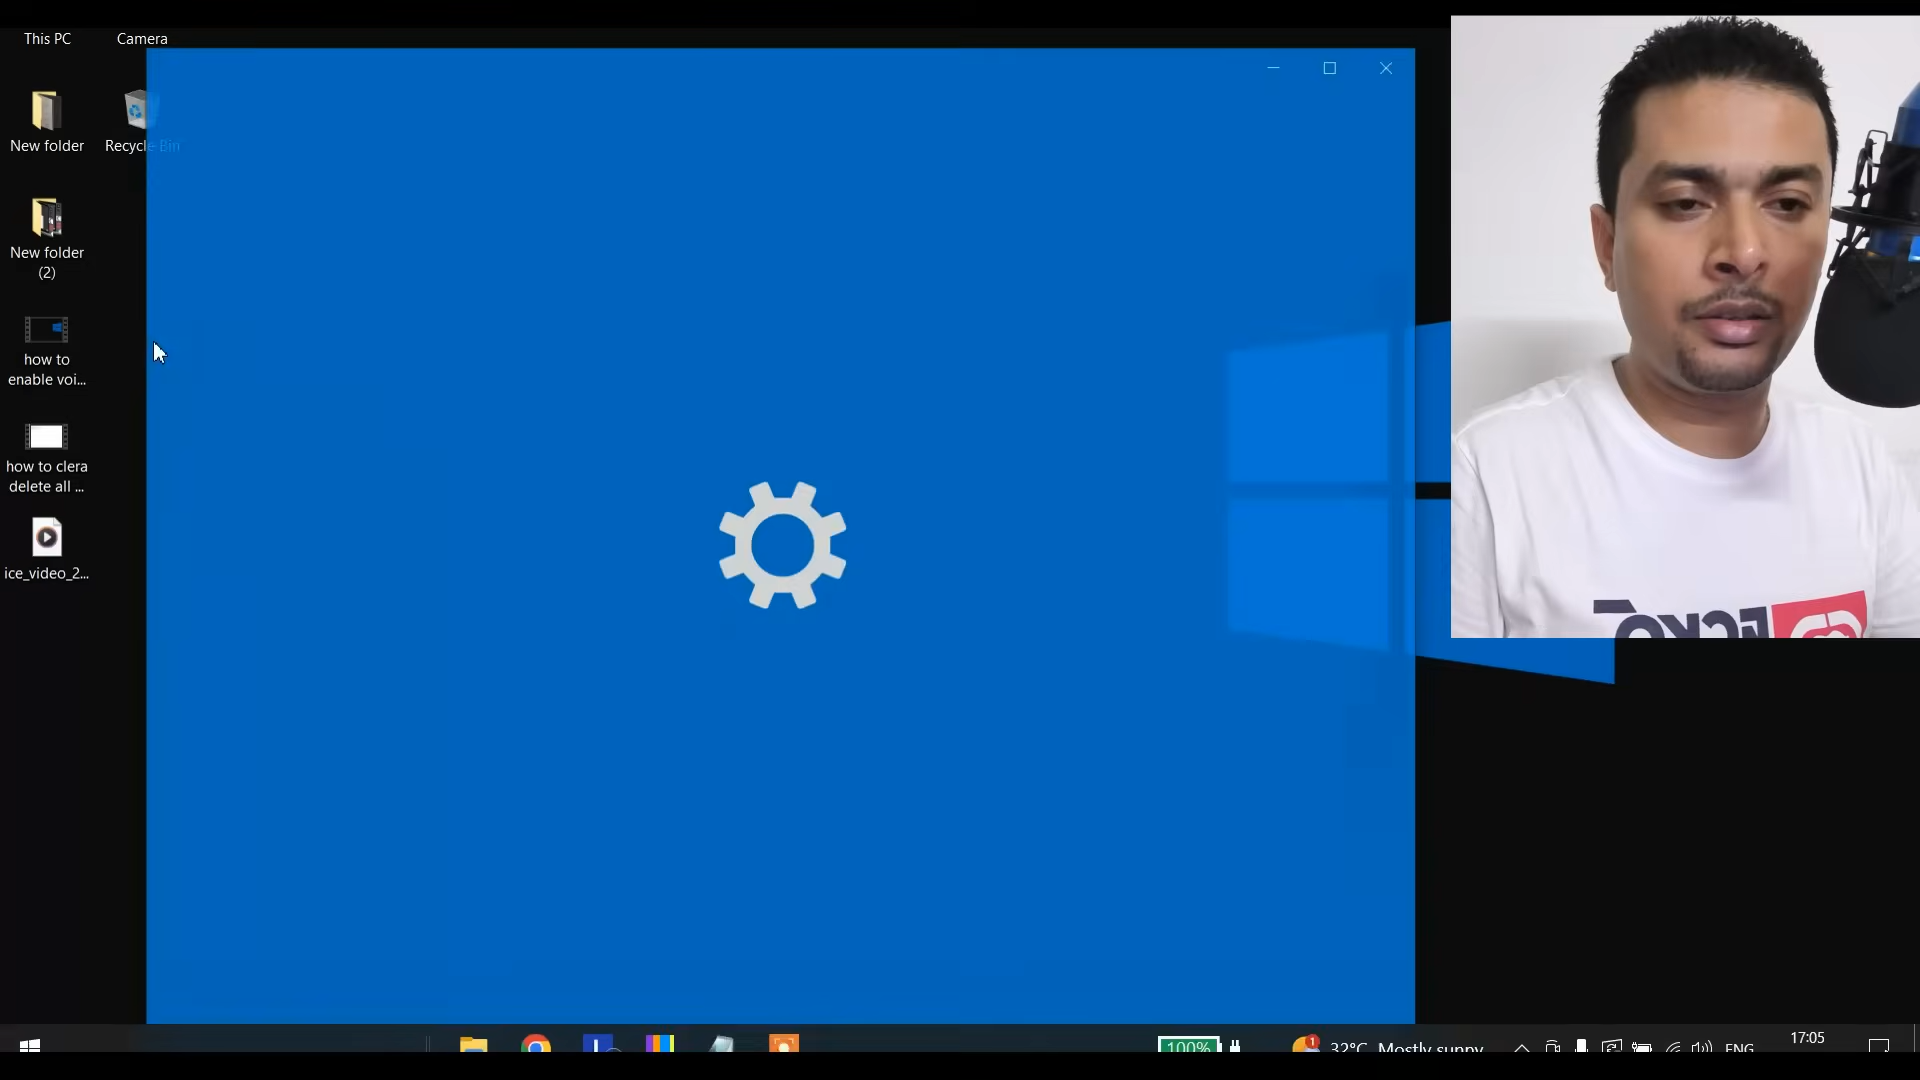 This PC
Camera
New folder
Recycle Bin
New folder
(2)
how to
enable voi...
how to clera
delete all ...
ice_video_2...
100%
1
32°C Mostly sunny
ENG
17:05